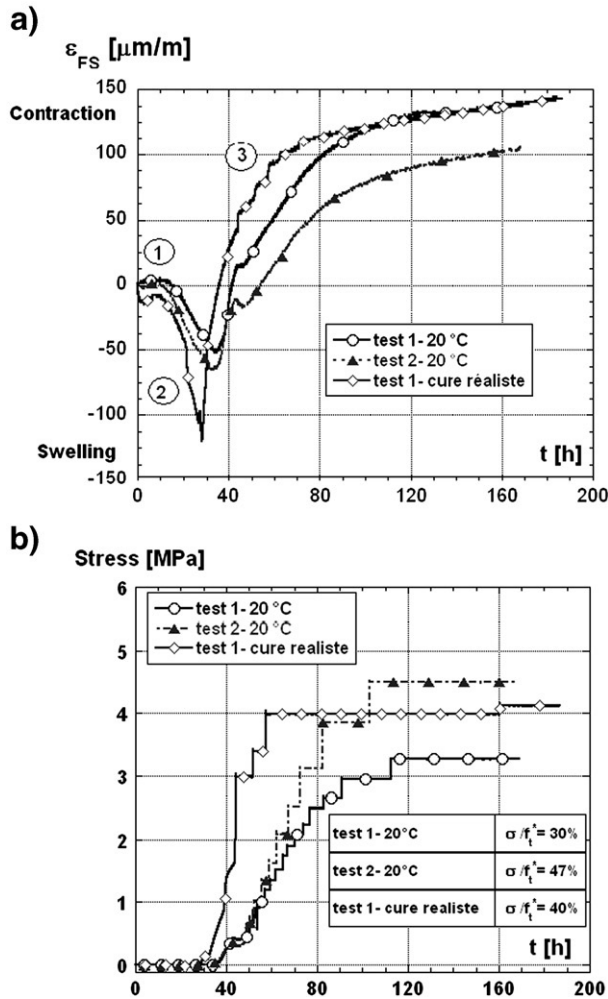 a)
ε_FS [μm/m]
150
Contraction
100
50
0
-50
-100
Swelling
-150
1
2
3
test 1- 20 °C
test 2- 20 °C
test 1- cure réaliste
t [h]
0 40 80 120 160 200
b)
Stress [MPa]
6
5
4
3
2
1
0
test 1- 20 °C
test 2- 20 °C
test 1- cure realiste
test 1- 20°C σ/f_t*= 30%
test 2- 20°C σ/f_t*= 47%
test 1- cure realiste σ/f_t*= 40%
t [h]
0 40 80 120 160 200